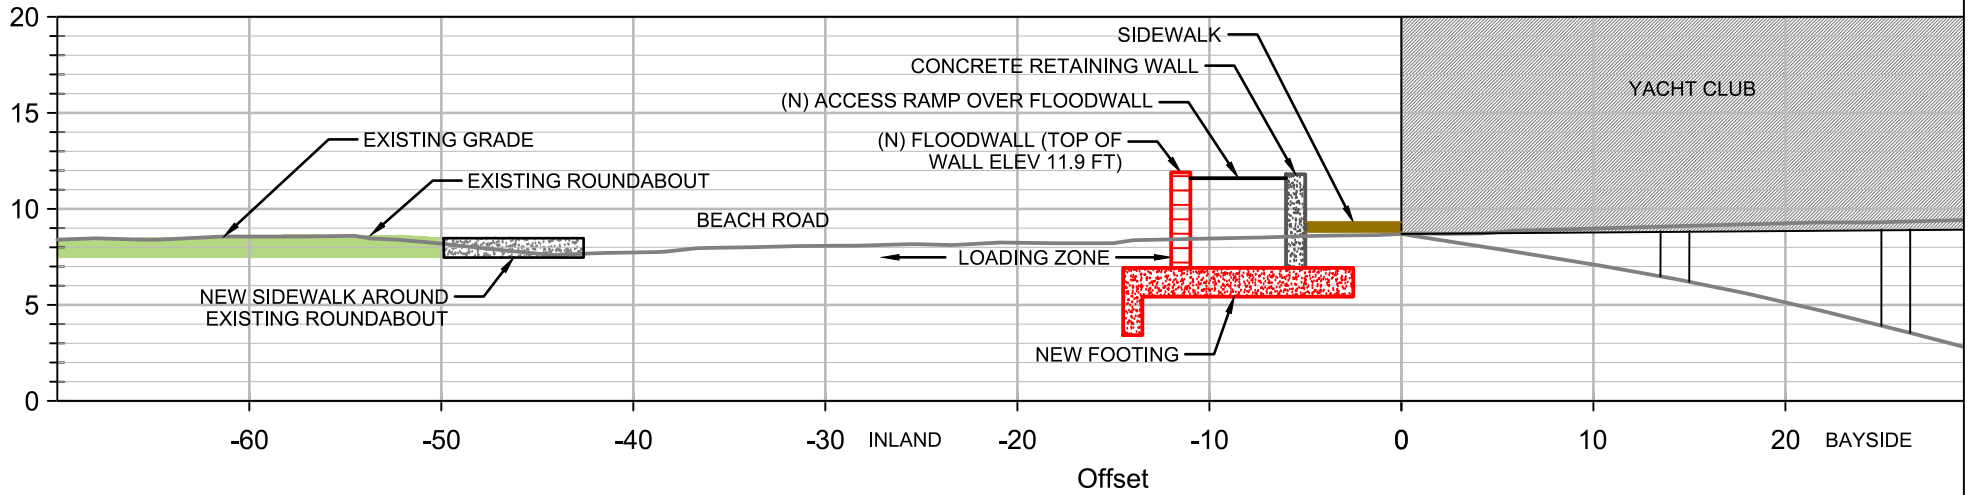 20
15
10
5
0
SIDEWALK
CONCRETE RETAINING WALL
YACHT CLUB
(N) ACCESS RAMP OVER FLOODWALL
EXISTING GRADE
(N) FLOODWALL (TOP OF
WALL ELEV 11.9 FT)
EXISTING ROUNDABOUT
BEACH ROAD
LOADING ZONE
NEW SIDEWALK AROUND
EXISTING ROUNDABOUT
NEW FOOTING
-60
-50
-40
-30
INLAND
-20
-10
0
10
20
BAYSIDE
Offset